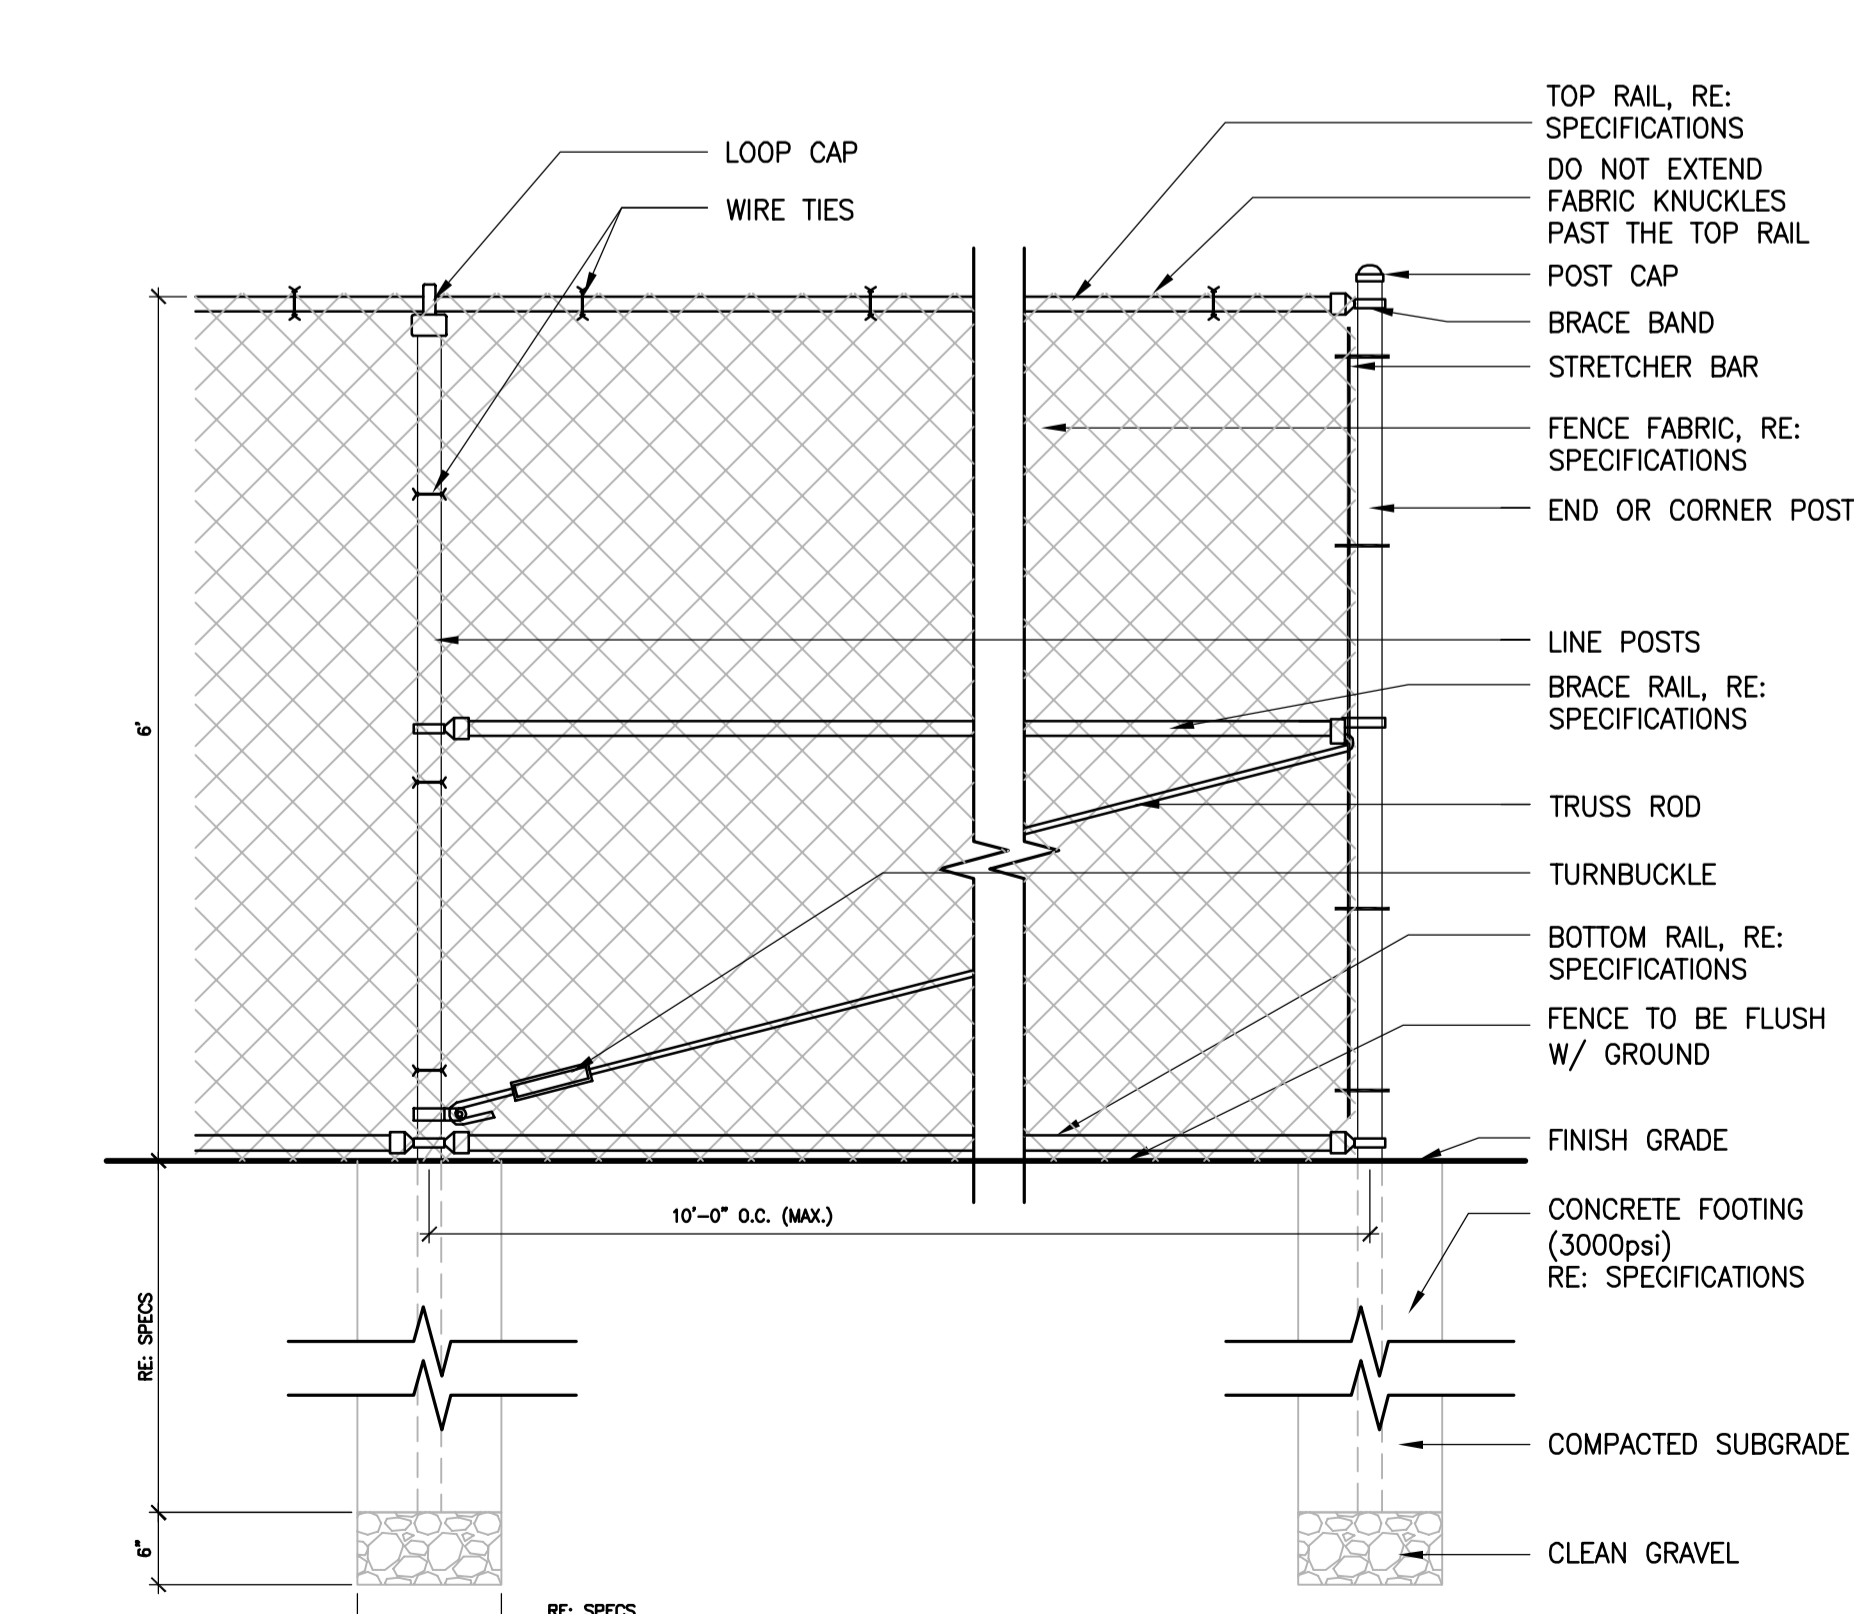 LOOP CAP
WIRE TIES
TOP RAIL, RE:
SPECIFICATIONS
DO NOT EXTEND
FABRIC KNUCKLES
PAST THE TOP RAIL
POST CAP
BRACE BAND
STRETCHER BAR
FENCE FABRIC, RE:
SPECIFICATIONS
END OR CORNER POST
LINE POSTS
BRACE RAIL, RE:
SPECIFICATIONS
TRUSS ROD
TURNBUCKLE
BOTTOM RAIL, RE:
SPECIFICATIONS
FENCE TO BE FLUSH
W/ GROUND
FINISH GRADE
CONCRETE FOOTING
(3000psi)
RE: SPECIFICATIONS
COMPACTED SUBGRADE
CLEAN GRAVEL
6'
10'-0" O.C. (MAX.)
RE: SPECS
6"
RE: SPECS